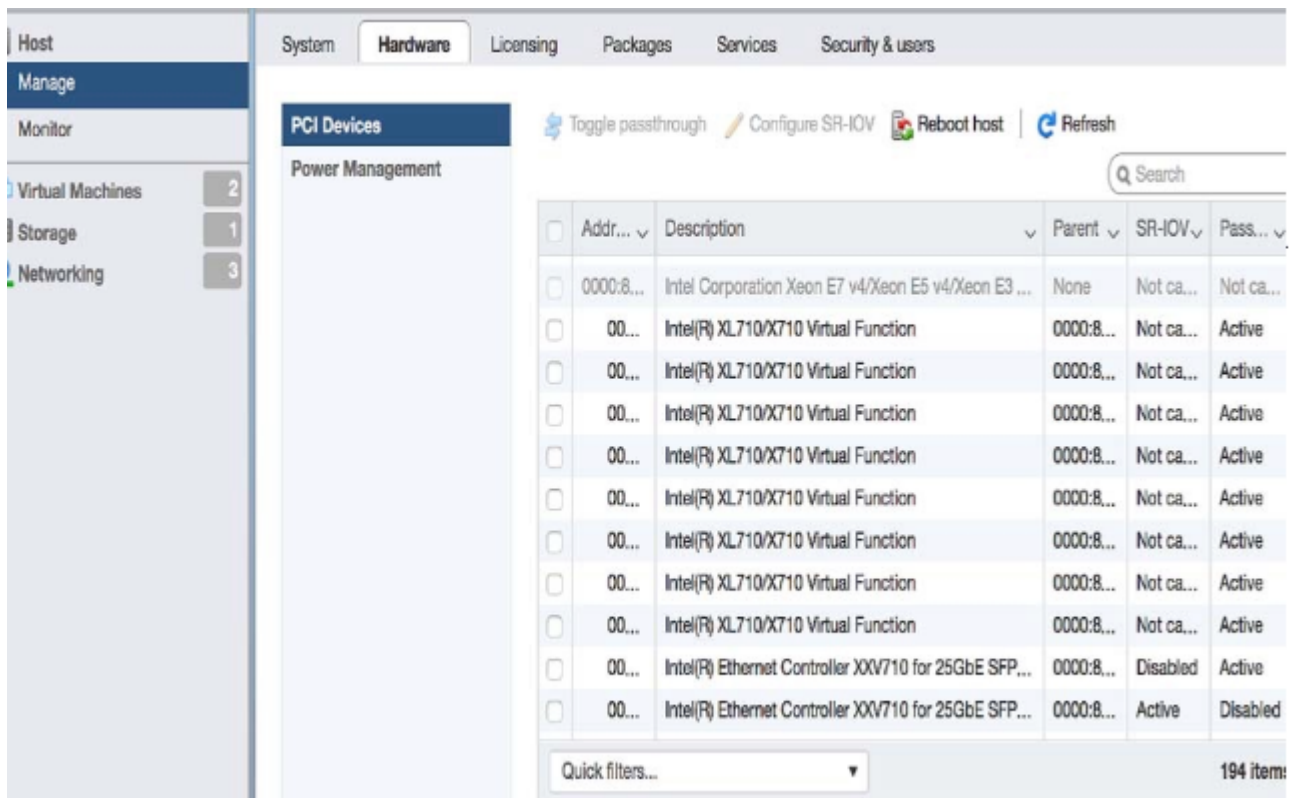 Host
Manage
Monitor
Virtual Machines 2
Storage 1
Networking 3
System Hardware Licensing Packages Services Security & users
PCI Devices
Power Management
Toggle passthrough Configure SR-IOV Reboot host Refresh
Search
Addr... Description Parent SR-IOV Pass...
0000:8... Intel Corporation Xeon E7 v4/Xeon E5 v4/Xeon E3 ... None Not ca... Not ca...
00... Intel(R) XL710/X710 Virtual Function 0000:8... Not ca... Active
00... Intel(R) XL710/X710 Virtual Function 0000:8... Not ca... Active
00... Intel(R) XL710/X710 Virtual Function 0000:8... Not ca... Active
00... Intel(R) XL710/X710 Virtual Function 0000:8... Not ca... Active
00... Intel(R) XL710/X710 Virtual Function 0000:8... Not ca... Active
00... Intel(R) XL710/X710 Virtual Function 0000:8... Not ca... Active
00... Intel(R) XL710/X710 Virtual Function 0000:8... Not ca... Active
00... Intel(R) XL710/X710 Virtual Function 0000:8... Not ca... Active
00... Intel(R) Ethernet Controller XXV710 for 25GbE SFP... 0000:8... Disabled Active
00... Intel(R) Ethernet Controller XXV710 for 25GbE SFP... 0000:8... Active Disabled
Quick filters... 194 items